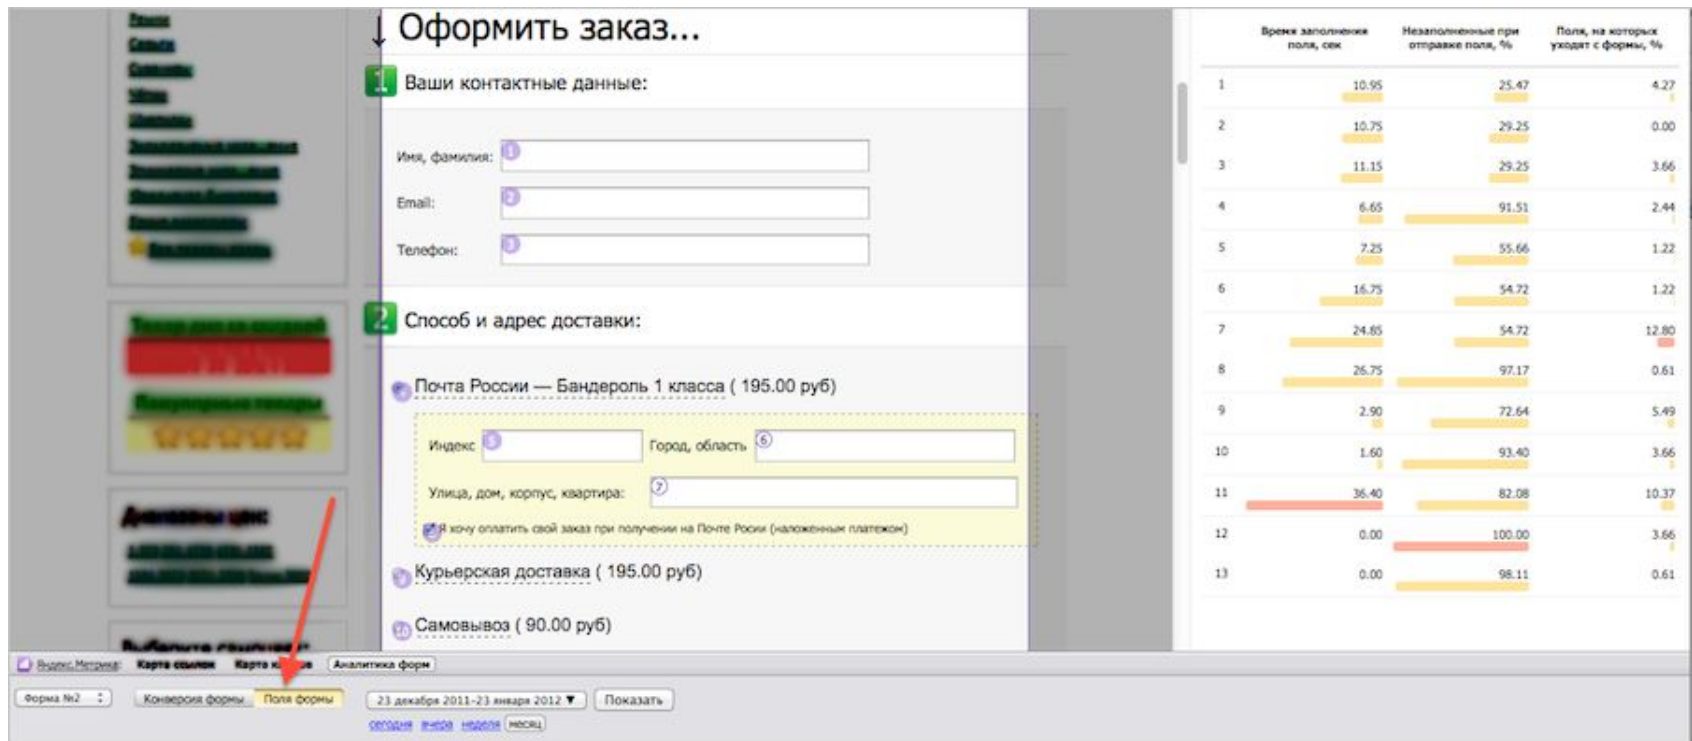 Оформить заказ...
1 Ваши контактные данные:
Имя, фамилия: 1
Email: 2
Телефон: 3
2 Способ и адрес доставки:
Почта России — Бандероль 1 класса ( 195.00 руб)
Индекс 5 Город, область 6
Улица, дом, корпус, квартира: 7
Я хочу оплатить свой заказ при получении на Почте Росии (наложенным платежом)
Курьерская доставка ( 195.00 руб)
10 Самовывоз ( 90.00 руб)
Время заполнения поля, сек Незаполненные при отправке поля, % Поля, на которых уходят с формы, %
1 10.95 25.47 4.27
2 10.75 29.25 0.00
3 11.15 29.25 3.66
4 6.65 91.51 2.44
5 7.25 55.66 1.22
6 16.75 54.72 1.22
7 24.85 54.72 12.80
8 26.75 97.17 0.61
9 2.90 72.64 5.49
10 1.60 93.40 3.66
11 36.40 82.08 10.37
12 0.00 100.00 3.66
13 0.00 98.11 0.61
Яндекс.Метрика: Карта ссылок Карта Аналитика форм
Форма №2 Конверсия формы Поля формы 23 декабря 2011-23 января 2012 ▼ Показать
сегодня вчера неделя месяц